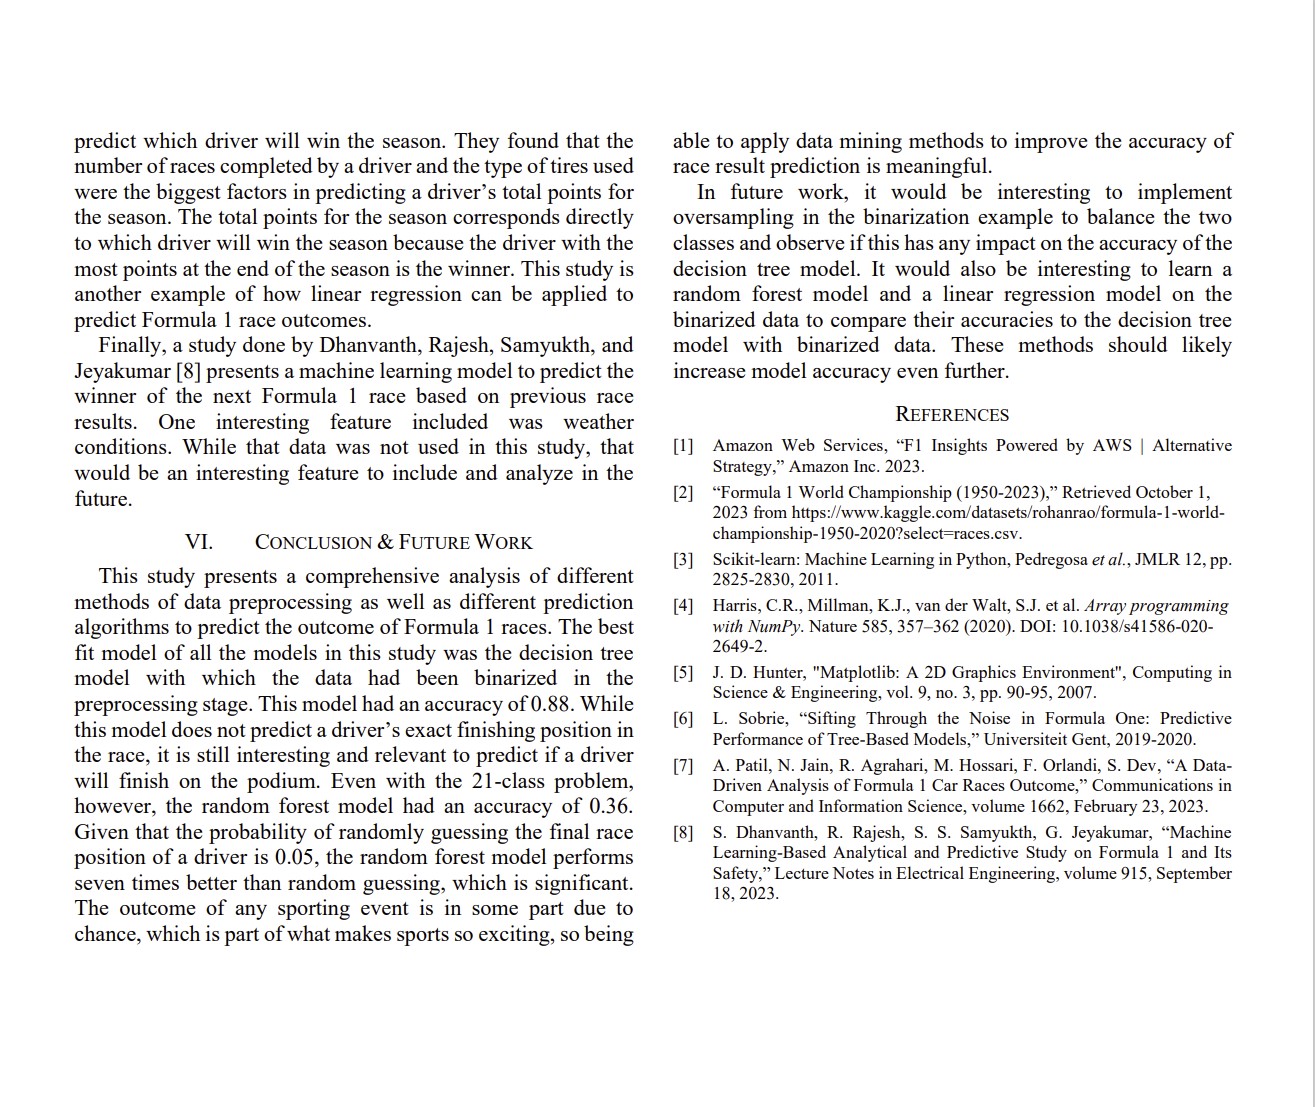 predict which driver will win the season. They found that the
number of races completed by a driver and the type of tires used
were the biggest factors in predicting a driver’s total points for
the season. The total points for the season corresponds directly
to which driver will win the season because the driver with the
most points at the end of the season is the winner. This study is
another example of how linear regression can be applied to
predict Formula 1 race outcomes.
Finally, a study done by Dhanvanth, Rajesh, Samyukth, and
Jeyakumar [8] presents a machine learning model to predict the
winner of the next Formula 1 race based on previous race
results. One interesting feature included was weather
conditions. While that data was not used in this study, that
would be an interesting feature to include and analyze in the
future.
VI. CONCLUSION & FUTURE WORK
This study presents a comprehensive analysis of different
methods of data preprocessing as well as different prediction
algorithms to predict the outcome of Formula 1 races. The best
fit model of all the models in this study was the decision tree
model with which the data had been binarized in the
preprocessing stage. This model had an accuracy of 0.88. While
this model does not predict a driver’s exact finishing position in
the race, it is still interesting and relevant to predict if a driver
will finish on the podium. Even with the 21-class problem,
however, the random forest model had an accuracy of 0.36.
Given that the probability of randomly guessing the final race
position of a driver is 0.05, the random forest model performs
seven times better than random guessing, which is significant.
The outcome of any sporting event is in some part due to
chance, which is part of what makes sports so exciting, so being
able to apply data mining methods to improve the accuracy of
race result prediction is meaningful.
In future work, it would be interesting to implement
oversampling in the binarization example to balance the two
classes and observe if this has any impact on the accuracy of the
decision tree model. It would also be interesting to learn a
random forest model and a linear regression model on the
binarized data to compare their accuracies to the decision tree
model with binarized data. These methods should likely
increase model accuracy even further.
REFERENCES
[1] Amazon Web Services, “F1 Insights Powered by AWS | Alternative
Strategy,” Amazon Inc. 2023.
[2] “Formula 1 World Championship (1950-2023),” Retrieved October 1,
2023 from https://www.kaggle.com/datasets/rohanrao/formula-1-world-
championship-1950-2020?select=races.csv.
[3] Scikit-learn: Machine Learning in Python, Pedregosa et al., JMLR 12, pp.
2825-2830, 2011.
[4] Harris, C.R., Millman, K.J., van der Walt, S.J. et al. Array programming
with NumPy. Nature 585, 357–362 (2020). DOI: 10.1038/s41586-020-
2649-2.
[5] J. D. Hunter, "Matplotlib: A 2D Graphics Environment", Computing in
Science & Engineering, vol. 9, no. 3, pp. 90-95, 2007.
[6] L. Sobrie, “Sifting Through the Noise in Formula One: Predictive
Performance of Tree-Based Models,” Universiteit Gent, 2019-2020.
[7] A. Patil, N. Jain, R. Agrahari, M. Hossari, F. Orlandi, S. Dev, “A Data-
Driven Analysis of Formula 1 Car Races Outcome,” Communications in
Computer and Information Science, volume 1662, February 23, 2023.
[8] S. Dhanvanth, R. Rajesh, S. S. Samyukth, G. Jeyakumar, “Machine
Learning-Based Analytical and Predictive Study on Formula 1 and Its
Safety,” Lecture Notes in Electrical Engineering, volume 915, September
18, 2023.